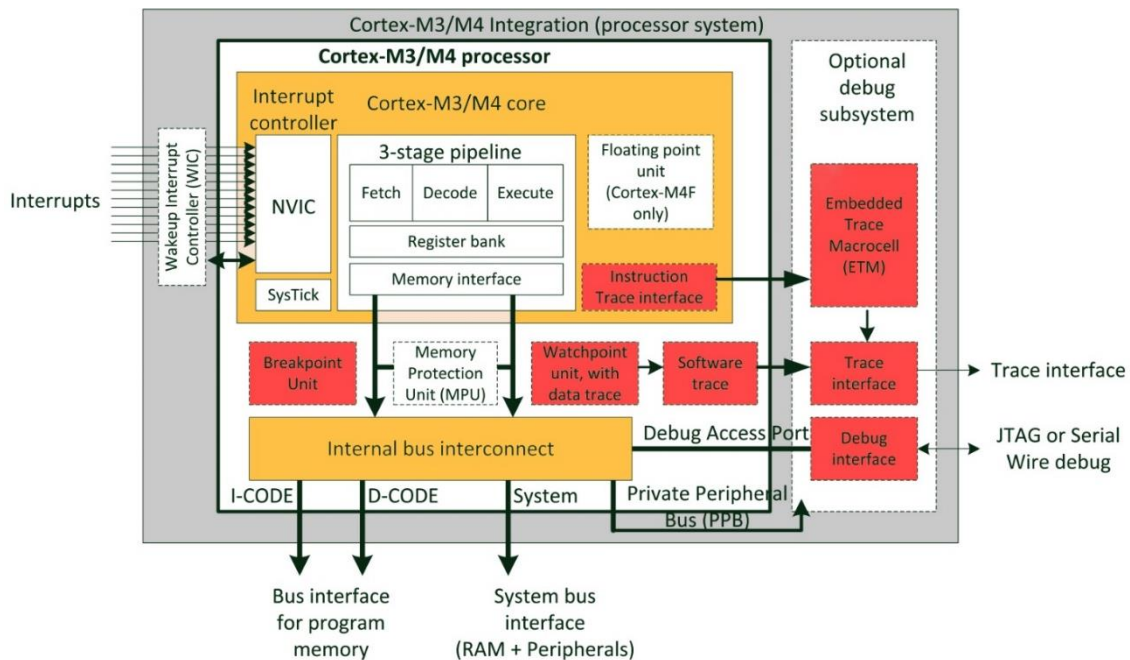 Cortex-M3/M4 Integration (processor system)
Cortex-M3/M4 processor
Optional
debug
subsystem
Interrupt
controller
Cortex-M3/M4 core
Interrupts
Wakeup Interrupt
Controller (WIC)
NVIC
SysTick
3-stage pipeline
Fetch
Decode
Execute
Register bank
Memory interface
Floating point
unit
(Cortex-M4F
only)
Instruction
Trace interface
Embedded
Trace
Macrocell
(ETM)
Breakpoint
Unit
Memory
Protection
Unit (MPU)
Watchpoint
unit, with
data trace
Software
trace
Trace
interface
Trace interface
Internal bus interconnect
Debug Access Port
Debug
interface
JTAG or Serial
Wire debug
I-CODE
D-CODE
System
Private Peripheral
Bus (PPB)
Bus interface
for program
memory
System bus
interface
(RAM + Peripherals)